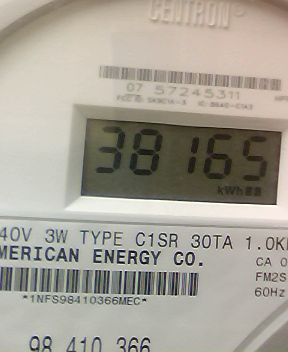 CENTRON®
07 57245311
38165
kWh
40V 3W TYPE C1SR 30TA 1.0K
MERICAN ENERGY CO.
CA 0
FM2S
60Hz
*1NFS98410366MEC*
98 410 366